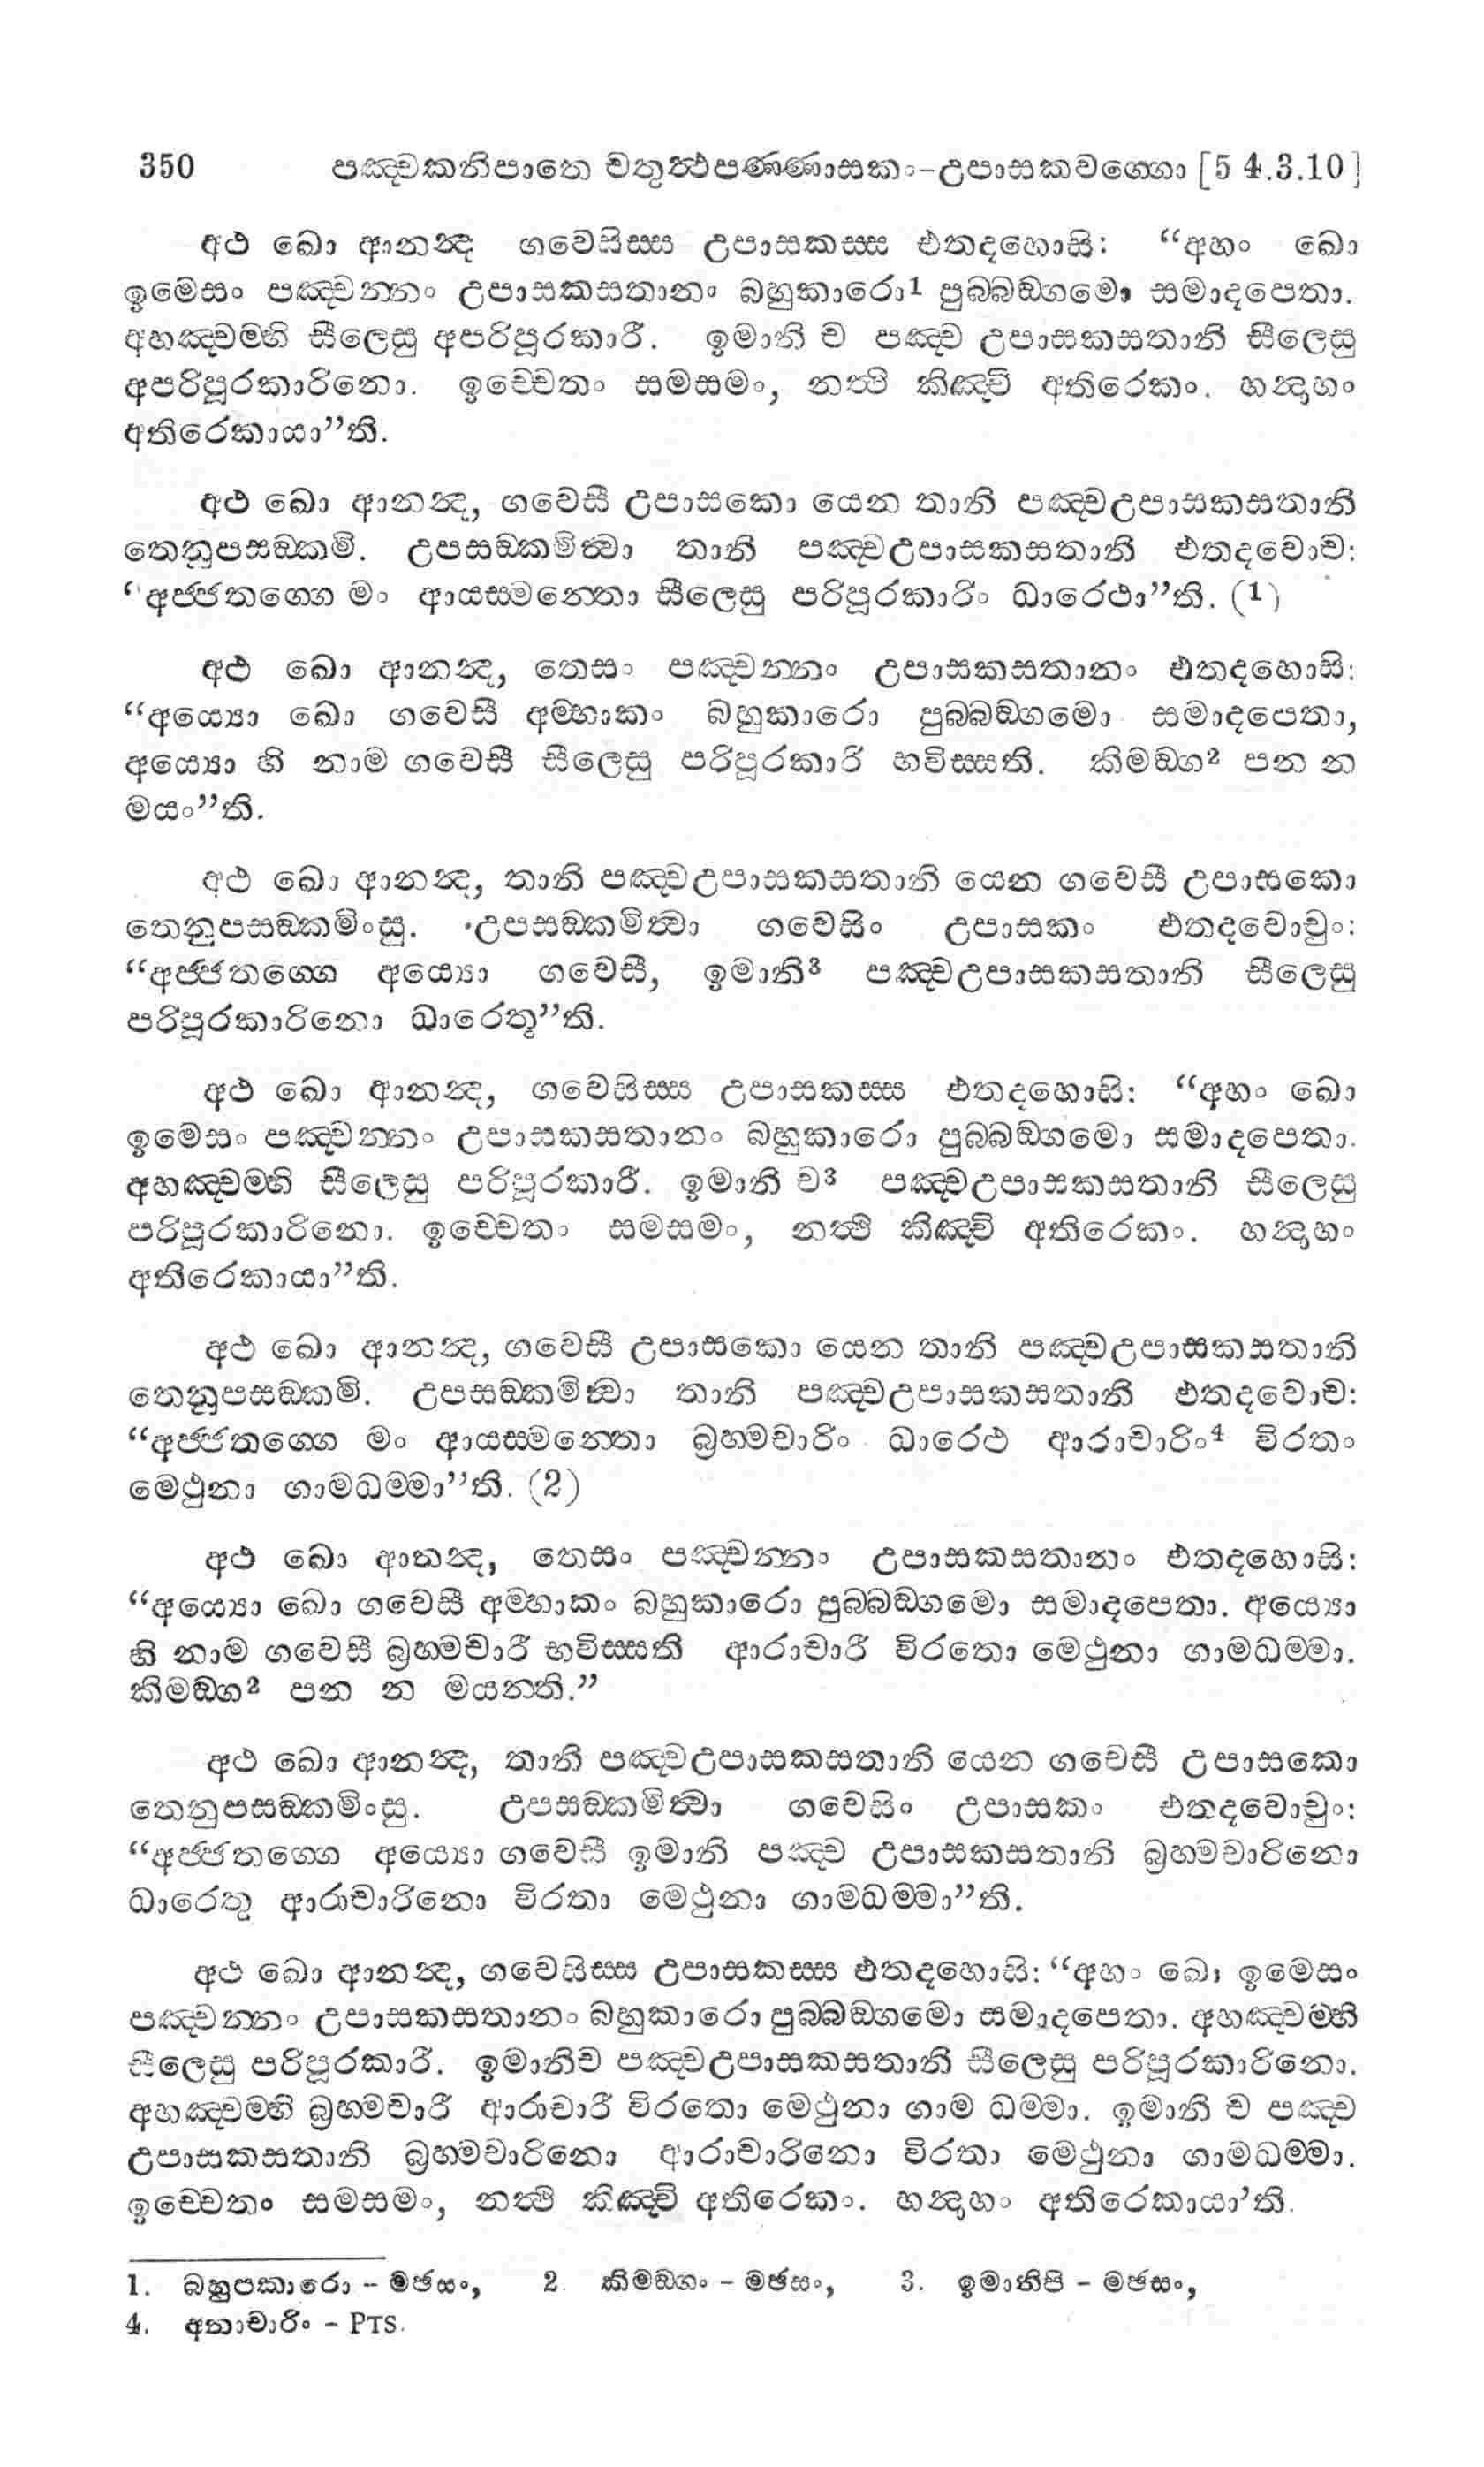 350 පඤ්චකනිපාතෙ චතුත්ථපණ්ණාසකං-උපාසකවග්ගො [5 4.3.10]
අථ ඛො ආනන්ද ගවෙසිස්ස උපාසකස්ස එතදහොසි: “අහං ඛො
ඉමෙසං පඤ්චන්නං උපාසකසතානං බහුකාරො1 පුබ්බඞ්ගමො සමාදපෙතා.
අහඤ්චම්හි සීලෙසු අපරිපූරකාරී. ඉමානි ච පඤ්ච උපාසකසතානි සීලෙසු
අපරිපූරකාරිනො. ඉච්චෙතං සමසමං, නත්ථි කිඤ්චි අතිරෙකං. හන්දාහං
අතිරෙකායා”ති.
අථ ඛො ආනන්ද, ගවෙසී උපාසකො යෙන තානි පඤ්චඋපාසකසතානි
තෙනුපසඞ්කමි. උපසඞ්කමිත්වා තානි පඤ්චඋපාසකසතානි එතදවොච:
“අජ්ජතග්ගෙ මං ආයස්මන්තො සීලෙසු පරිපූරකාරිං ධාරෙථා”ති. (1)
අථ ඛො ආනන්ද, තෙසං පඤ්චන්නං උපාසකසතානං එතදහොසි:
“අය්‍යො ඛො ගවෙසී අම්හාකං බහුකාරො පුබ්බඞ්ගමො සමාදපෙතා,
අය්‍යො හි නාම ගවෙසී සීලෙසු පරිපූරකාරී භවිස්සති. කිමඞ්ග2 පන න
මයං”ති.
අථ ඛො ආනන්ද, තානි පඤ්චඋපාසකසතානි යෙන ගවෙසී උපාසකො
තෙනුපසඞ්කමිංසු. උපසඞ්කමිත්වා ගවෙසිං උපාසකං එතදවොචුං:
“අජ්ජතග්ගෙ අය්‍යො ගවෙසී, ඉමානි3 පඤ්චඋපාසකසතානි සීලෙසු
පරිපූරකාරිනො ධාරෙතූ”ති.
අථ ඛො ආනන්ද, ගවෙසිස්ස උපාසකස්ස එතදහොසි: “අහං ඛො
ඉමෙසං පඤ්චන්නං උපාසකසතානං බහුකාරො පුබ්බඞ්ගමො සමාදපෙතා.
අහඤ්චම්හි සීලෙසු පරිපූරකාරී. ඉමානි ච3 පඤ්චඋපාසකසතානි සීලෙසු
පරිපූරකාරිනො. ඉච්චෙතං සමසමං, නත්ථි කිඤ්චි අතිරෙකං. හන්දාහං
අතිරෙකායා”ති.
අථ ඛො ආනන්ද, ගවෙසී උපාසකො යෙන තානි පඤ්චඋපාසකසතානි
තෙනුපසඞ්කමි. උපසඞ්කමිත්වා තානි පඤ්චඋපාසකසතානි එතදවොච:
“අජ්ජතග්ගෙ මං ආයස්මන්තො බ්‍රහ්මචාරිං ධාරෙථ ආරාචාරිං4 විරතං
මෙථුනා ගාමධම්මා”ති. (2)
අථ ඛො ආනන්ද, තෙසං පඤ්චන්නං උපාසකසතානං එතදහොසි:
“අය්‍යො ඛො ගවෙසී අම්හාකං බහුකාරො පුබ්බඞ්ගමො සමාදපෙතා. අය්‍යො
හි නාම ගවෙසී බ්‍රහ්මචාරී භවිස්සති ආරාචාරී විරතො මෙථුනා ගාමධම්මා.
කිමඞ්ග2 පන න මයන්ති.”
අථ ඛො ආනන්ද, තානි පඤ්චඋපාසකසතානි යෙන ගවෙසී උපාසකො
තෙනුපසඞ්කමිංසු. උපසඞ්කමිත්වා ගවෙසිං උපාසකං එතදවොචුං:
“අජ්ජතග්ගෙ අය්‍යො ගවෙසී ඉමානි පඤ්ච උපාසකසතානි බ්‍රහ්මචාරිනො
ධාරෙතු ආරාචාරිනො විරතා මෙථුනා ගාමධම්මා”ති.
අථ ඛො ආනන්ද, ගවෙසිස්ස උපාසකස්ස එතදහොසි: “අහං ඛො ඉමෙසං
පඤ්චන්නං උපාසකසතානං බහුකාරො පුබ්බඞ්ගමො සමාදපෙතා. අහඤ්චම්හි
සීලෙසු පරිපූරකාරී. ඉමානිච පඤ්චඋපාසකසතානි සීලෙසු පරිපූරකාරිනො.
අහඤ්චම්හි බ්‍රහ්මචාරී ආරාචාරී විරතො මෙථුනා ගාම ධම්මා. ඉමානි ච පඤ්ච
උපාසකසතානි බ්‍රහ්මචාරිනො ආරාචාරිනො විරතා මෙථුනා ගාමධම්මා.
ඉච්චෙතං සමසමං, නත්ථි කිඤ්චි අතිරෙකං. හන්දාහං අතිරෙකායා’ති.
1. බහුපකාරො – මඡසං, 2 කිමඞ්ගං – මඡසං, 3. ඉමානිපි – මඡසං,
4. අනාචාරිං – PTS.